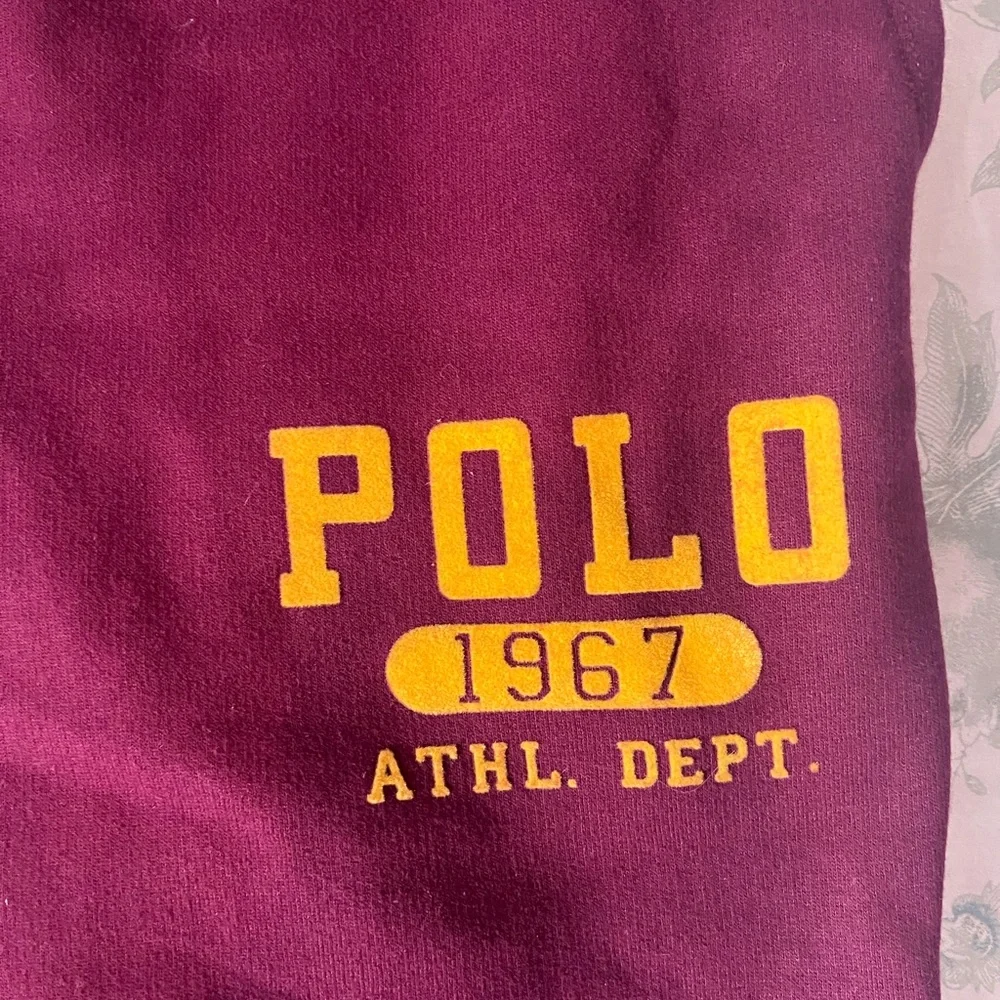 POLO
1967
ATHL. DEPT.